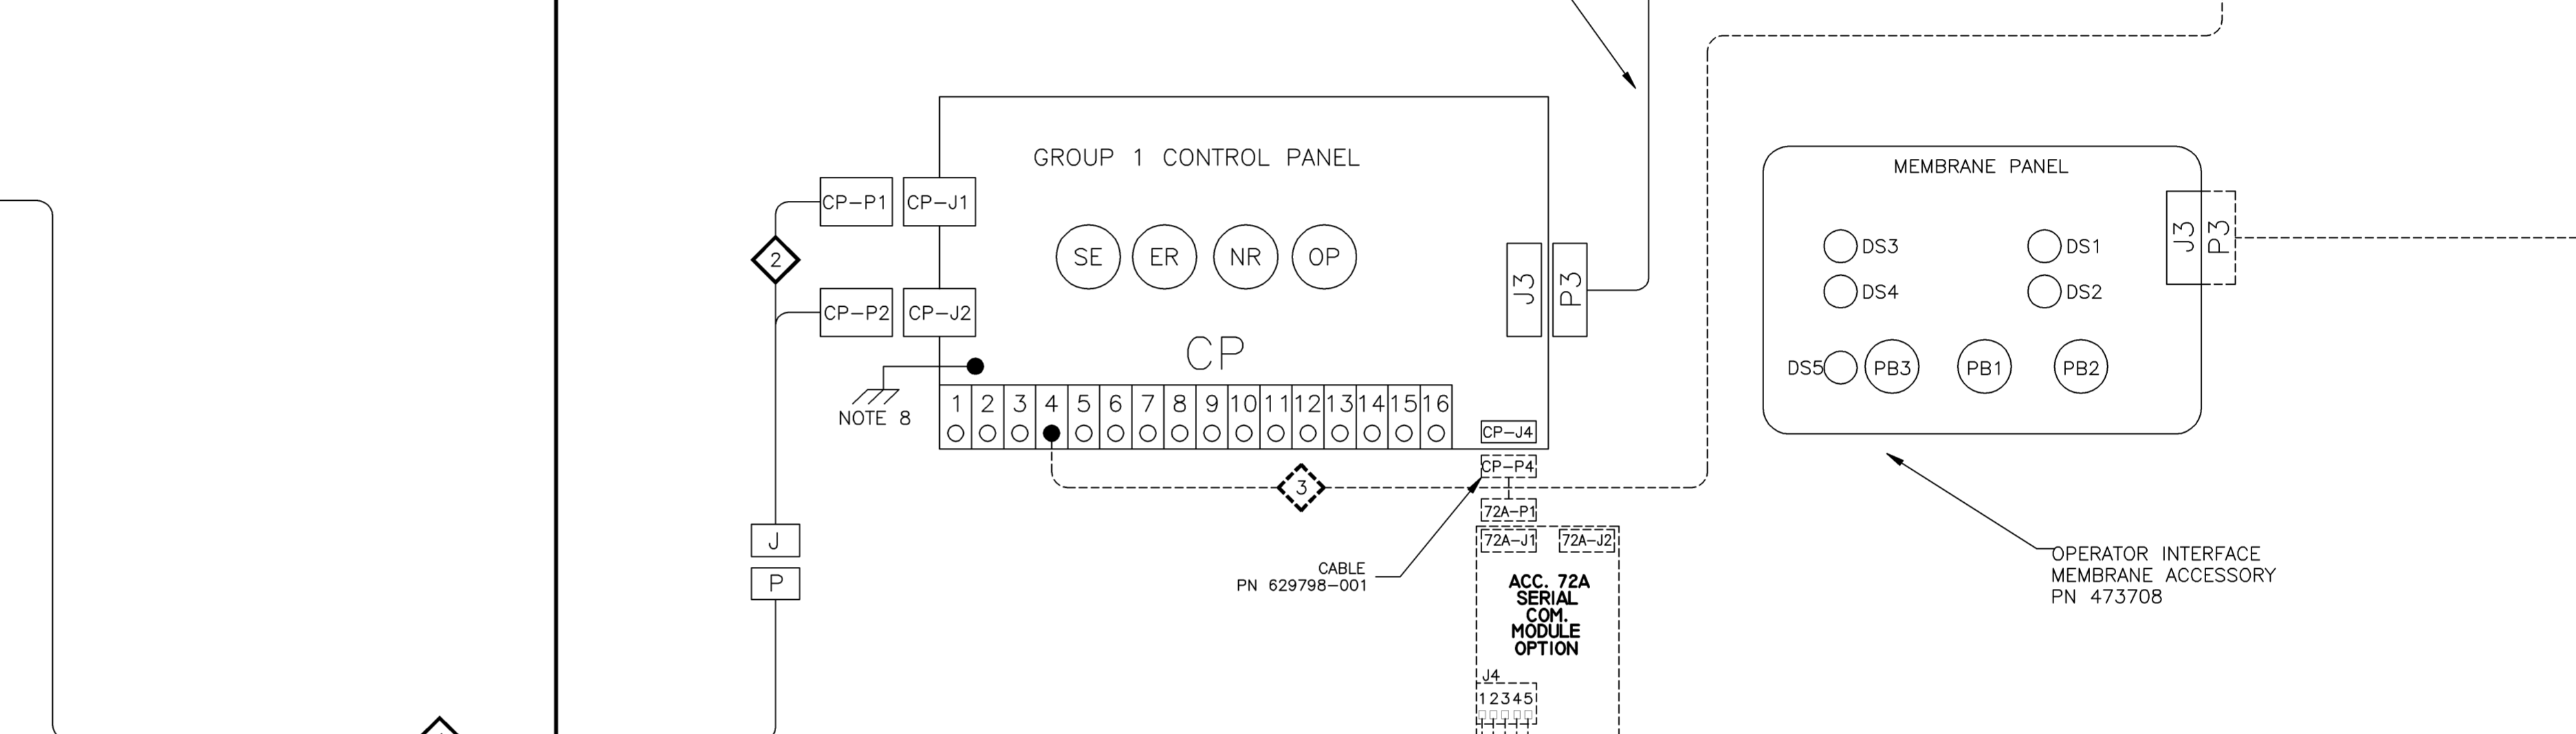 GROUP 1 CONTROL PANEL
CP-P1
CP-J1
2
SE
ER
NR
OP
CP-P2
CP-J2
J3
P3
CP
NOTE 8
1 2 3 4 5 6 7 8 9 10 11 12 13 14 15 16
CP-J4
CP-P4
3
72A-P1
72A-J1
72A-J2
CABLE
PN 629798-001
ACC. 72A
SERIAL
COM.
MODULE
OPTION
J4
12345
J
P
MEMBRANE PANEL
DS3
DS1
DS4
DS2
DS5
PB3
PB1
PB2
J3
P3
OPERATOR INTERFACE
MEMBRANE ACCESSORY
PN 473708